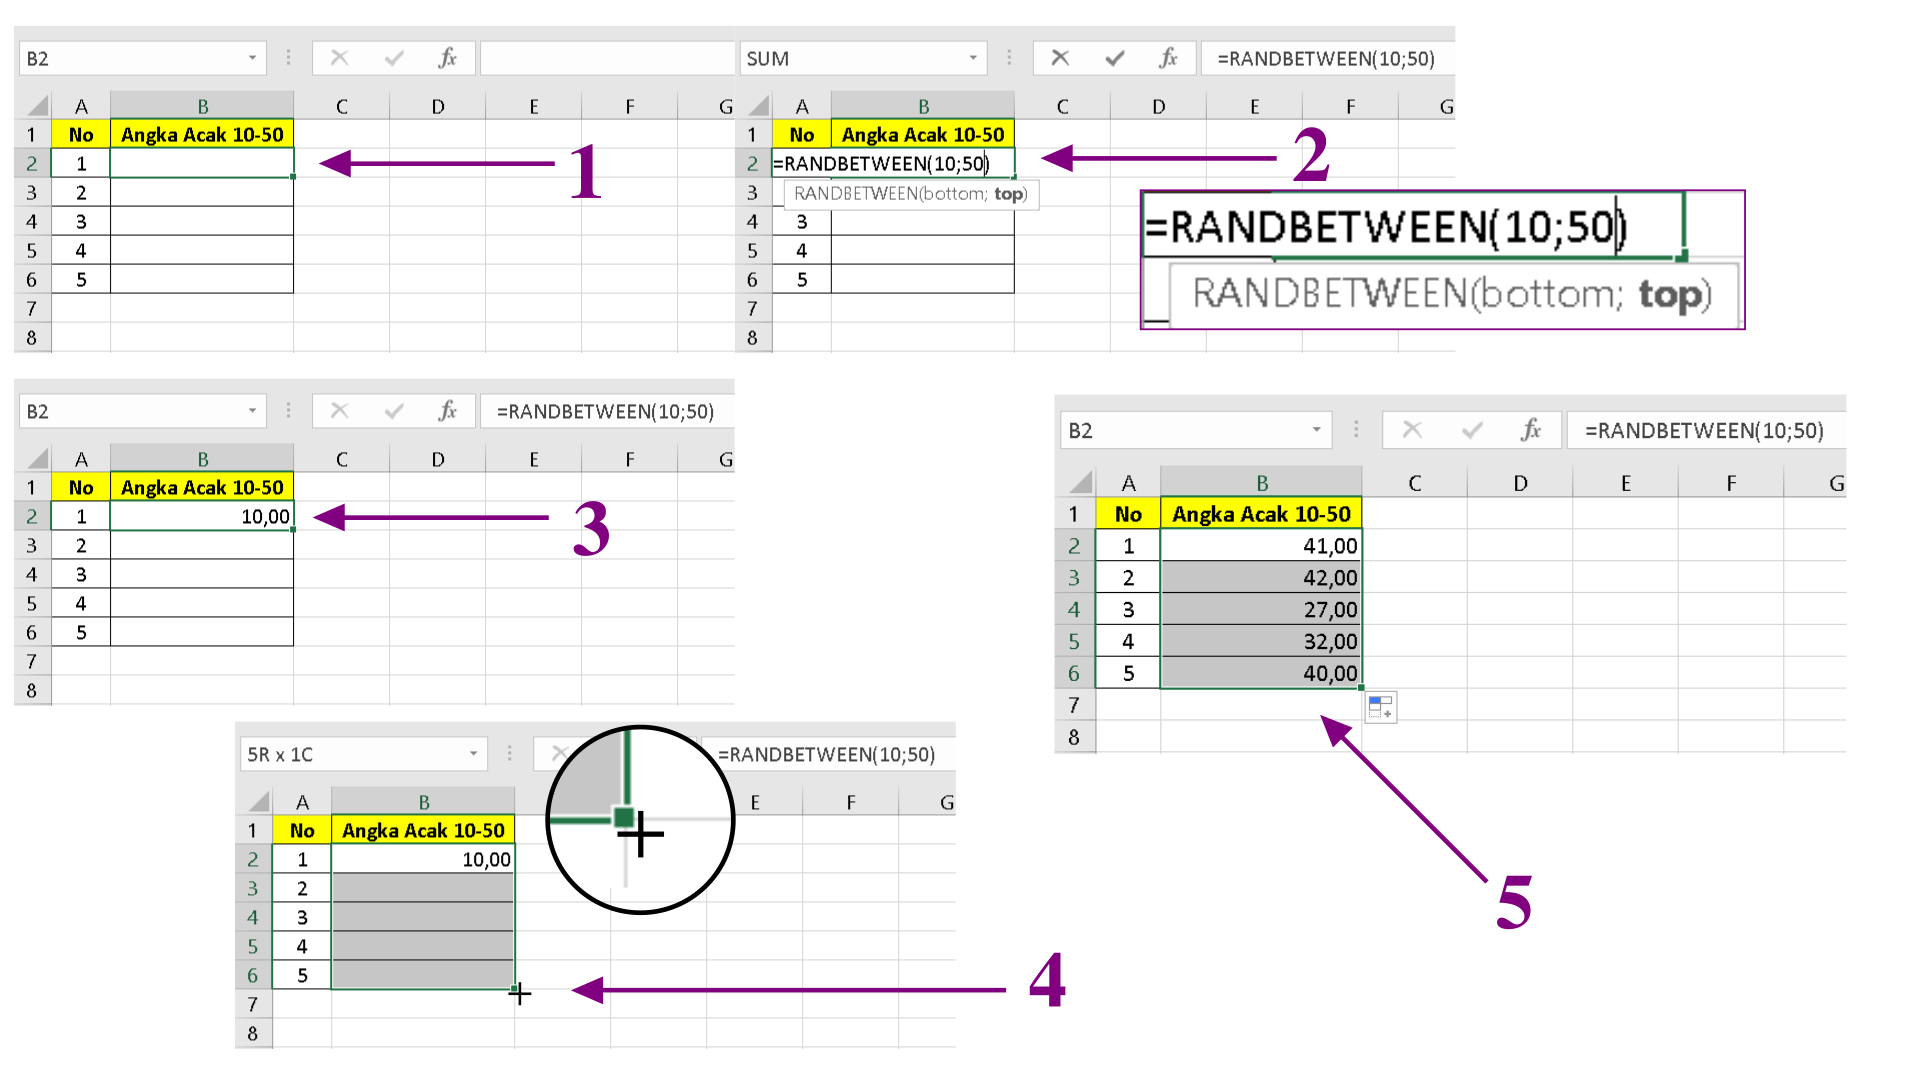 B2 fx
A B C D E F G
1 No Angka Acak 10-50
2 1
3 2
4 3
5 4
6 5
7
8
1
SUM fx =RANDBETWEEN(10;50)
A B C D E F G
1 No Angka Acak 10-50
2 =RANDBETWEEN(10;50)
3 RANDBETWEEN(bottom; top)
4 3
5 4
6 5
7
8
2
=RANDBETWEEN(10;50)
RANDBETWEEN(bottom; top)
B2 fx =RANDBETWEEN(10;50)
A B C D E F G
1 No Angka Acak 10-50
2 1 10,00
3 2
4 3
5 4
6 5
7
8
3
5R x 1C =RANDBETWEEN(10;50)
A B E F G
1 No Angka Acak 10-50
2 1 10,00
3 2
4 3
5 4
6 5
7
8
4
B2 fx =RANDBETWEEN(10;50)
A B C D E F G
1 No Angka Acak 10-50
2 1 41,00
3 2 42,00
4 3 27,00
5 4 32,00
6 5 40,00
7
8
5